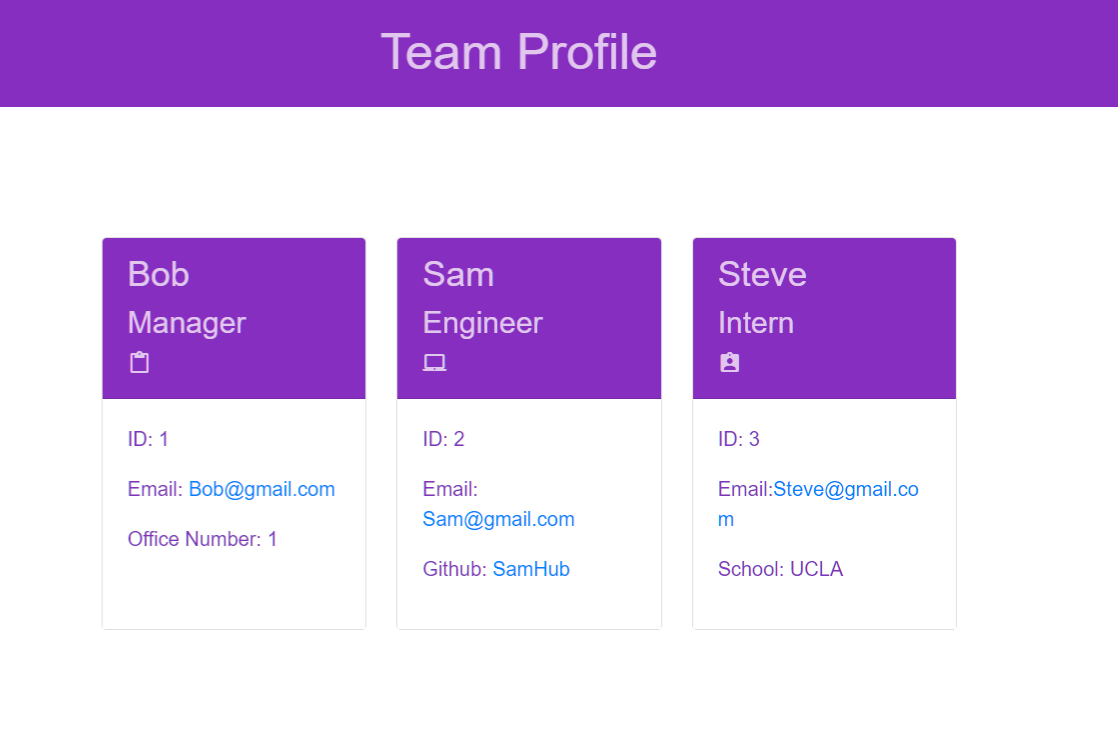 Team Profile
Bob
Manager
ID: 1
Email: Bob@gmail.com
Office Number: 1
Sam
Engineer
ID: 2
Email:
Sam@gmail.com
Github: SamHub
Steve
Intern
ID: 3
Email:Steve@gmail.co
m
School: UCLA